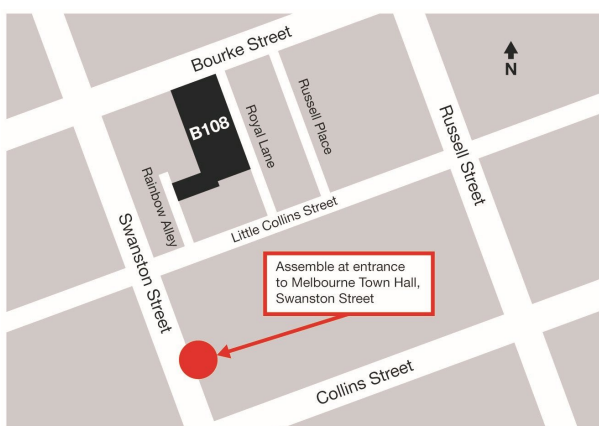 Bourke Street
N
B108
Royal Lane
Russell Place
Russell Street
Rainbow Alley
Little Collins Street
Swanston Street
Assemble at entrance
to Melbourne Town Hall,
Swanston Street
Collins Street